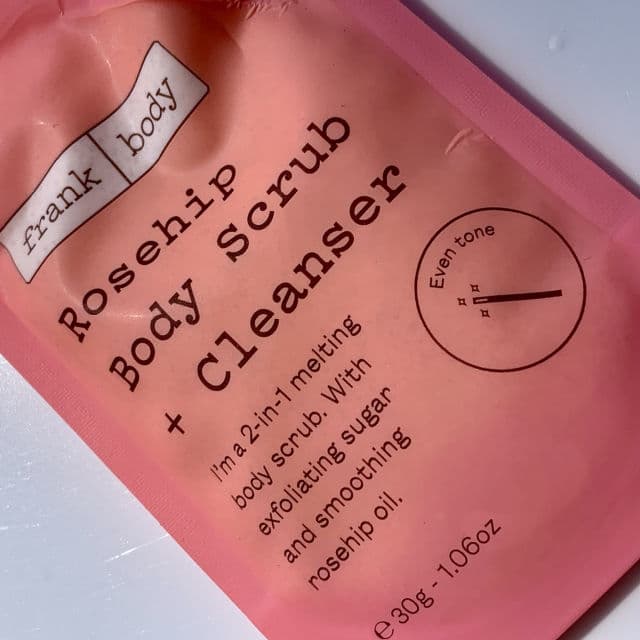 frank body
Rosehip
Body Scrub
+ Cleanser
Even tone
I'm a 2-in-1 melting
body scrub. With
exfoliating sugar
and smoothing
rosehip oil.
℮ 30g - 1.06oz